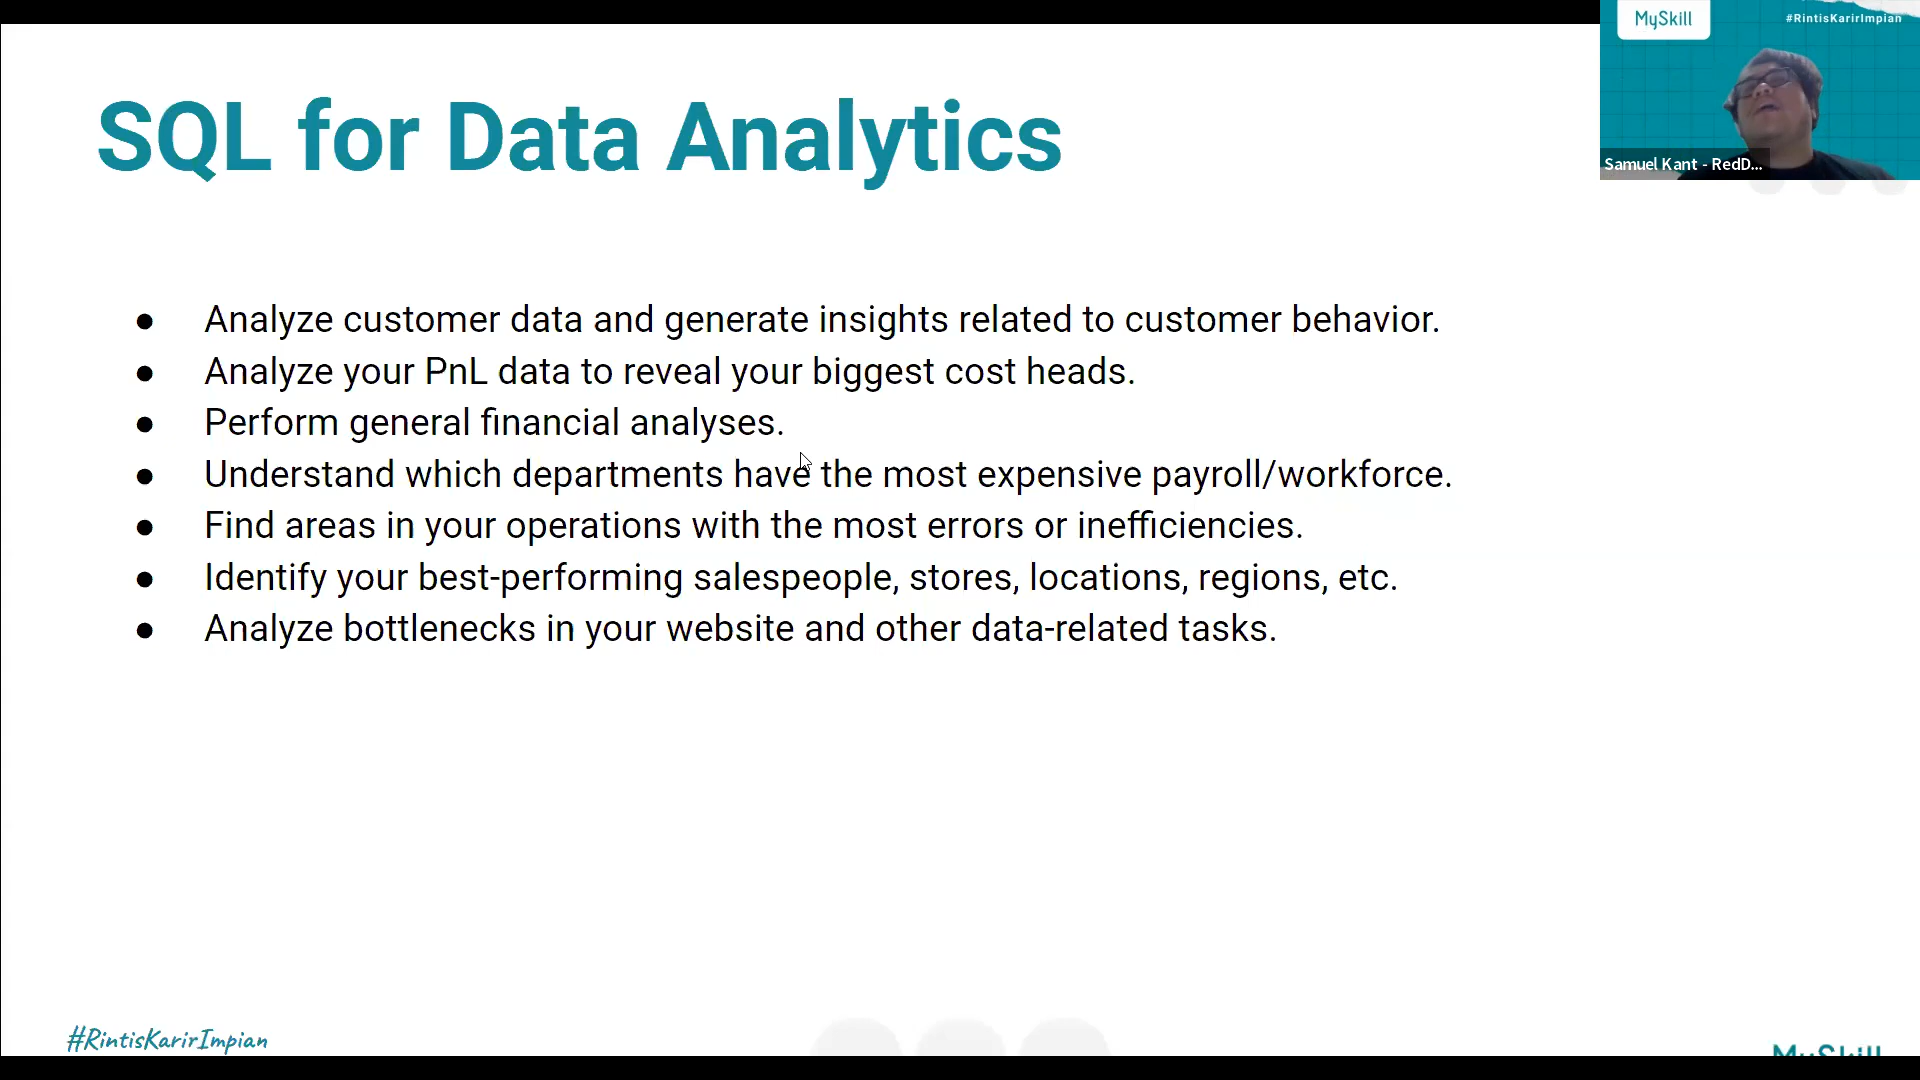 MySkill
#RintisKarirImpian
Samuel Kant - RedD...
SQL for Data Analytics
● Analyze customer data and generate insights related to customer behavior.
● Analyze your PnL data to reveal your biggest cost heads.
● Perform general financial analyses.
● Understand which departments have the most expensive payroll/workforce.
● Find areas in your operations with the most errors or inefficiencies.
● Identify your best-performing salespeople, stores, locations, regions, etc.
● Analyze bottlenecks in your website and other data-related tasks.
#RintisKarirImpian
MySkill